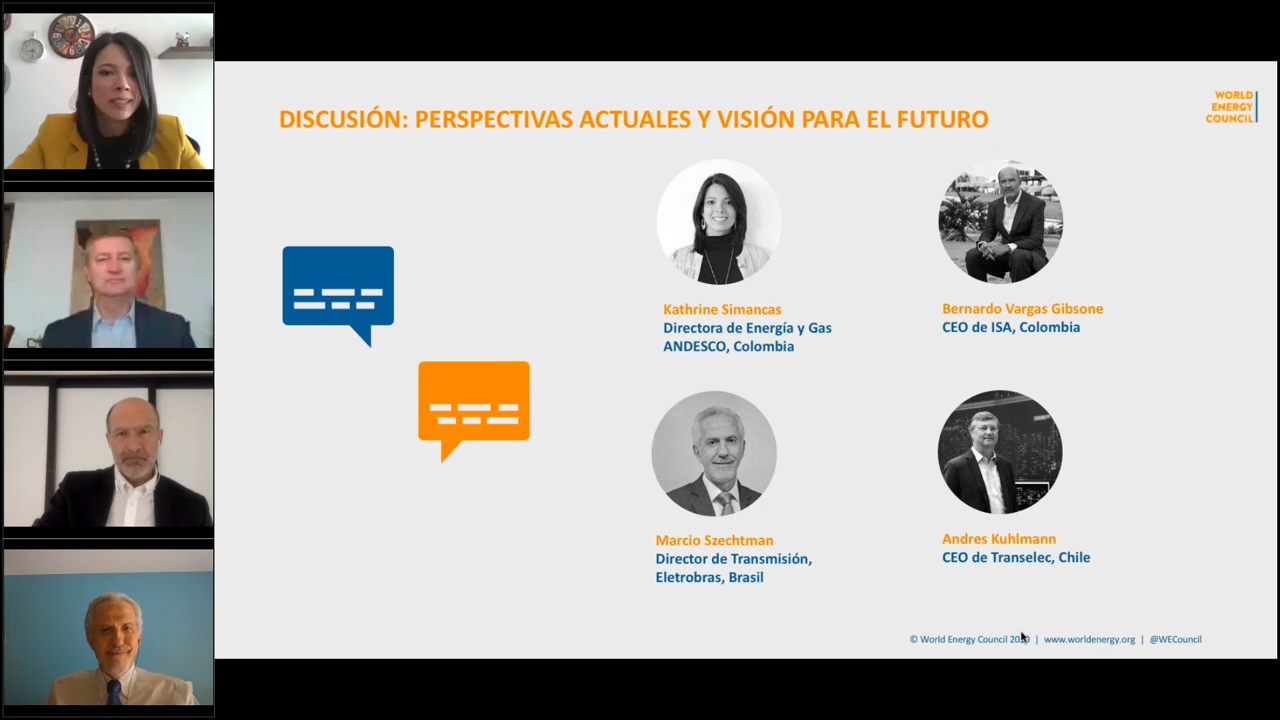 DISCUSIÓN: PERSPECTIVAS ACTUALES Y VISIÓN PARA EL FUTURO
WORLD
ENERGY
COUNCIL
Kathrine Simancas
Directora de Energía y Gas
ANDESCO, Colombia
Bernardo Vargas Gibsone
CEO de ISA, Colombia
Marcio Szechtman
Director de Transmisión,
Eletrobras, Brasil
Andres Kuhlmann
CEO de Transelec, Chile
© World Energy Council | www.worldenergy.org | @WECouncil